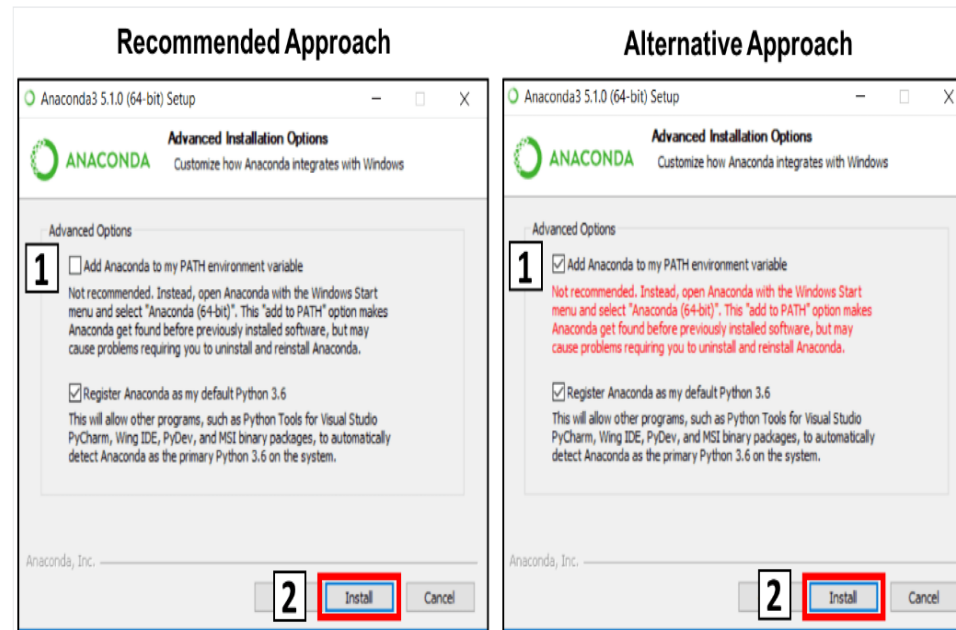 Recommended Approach
Anaconda3 5.1.0 (64-bit) Setup
Advanced Installation Options
ANACONDA
Customize how Anaconda integrates with Windows
Advanced Options
1
Add Anaconda to my PATH environment variable
Not recommended. Instead, open Anaconda with the Windows Start
menu and select "Anaconda (64-bit)". This "add to PATH" option makes
Anaconda get found before previously installed software, but may
cause problems requiring you to uninstall and reinstall Anaconda.
Register Anaconda as my default Python 3.6
This will allow other programs, such as Python Tools for Visual Studio
PyCharm, Wing IDE, PyDev, and MSI binary packages, to automatically
detect Anaconda as the primary Python 3.6 on the system.
Anaconda, Inc.
2
Install
Cancel
Alternative Approach
Anaconda3 5.1.0 (64-bit) Setup
Advanced Installation Options
ANACONDA
Customize how Anaconda integrates with Windows
Advanced Options
1
Add Anaconda to my PATH environment variable
Not recommended. Instead, open Anaconda with the Windows Start
menu and select "Anaconda (64-bit)". This "add to PATH" option makes
Anaconda get found before previously installed software, but may
cause problems requiring you to uninstall and reinstall Anaconda.
Register Anaconda as my default Python 3.6
This will allow other programs, such as Python Tools for Visual Studio
PyCharm, Wing IDE, PyDev, and MSI binary packages, to automatically
detect Anaconda as the primary Python 3.6 on the system.
Anaconda, Inc.
2
Install
Cancel